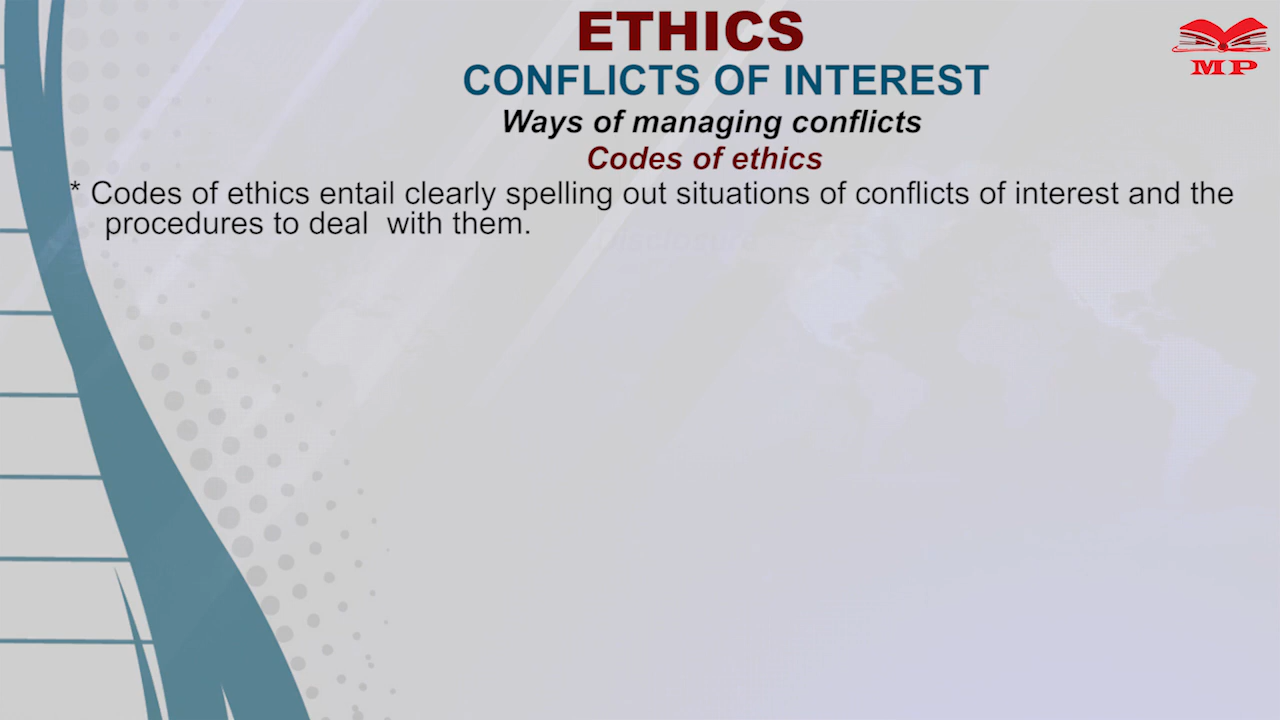 ETHICS
MP
CONFLICTS OF INTEREST
Ways of managing conflicts
Codes of ethics
* Codes of ethics entail clearly spelling out situations of conflicts of interest and the
procedures to deal  with them.
Disclosure